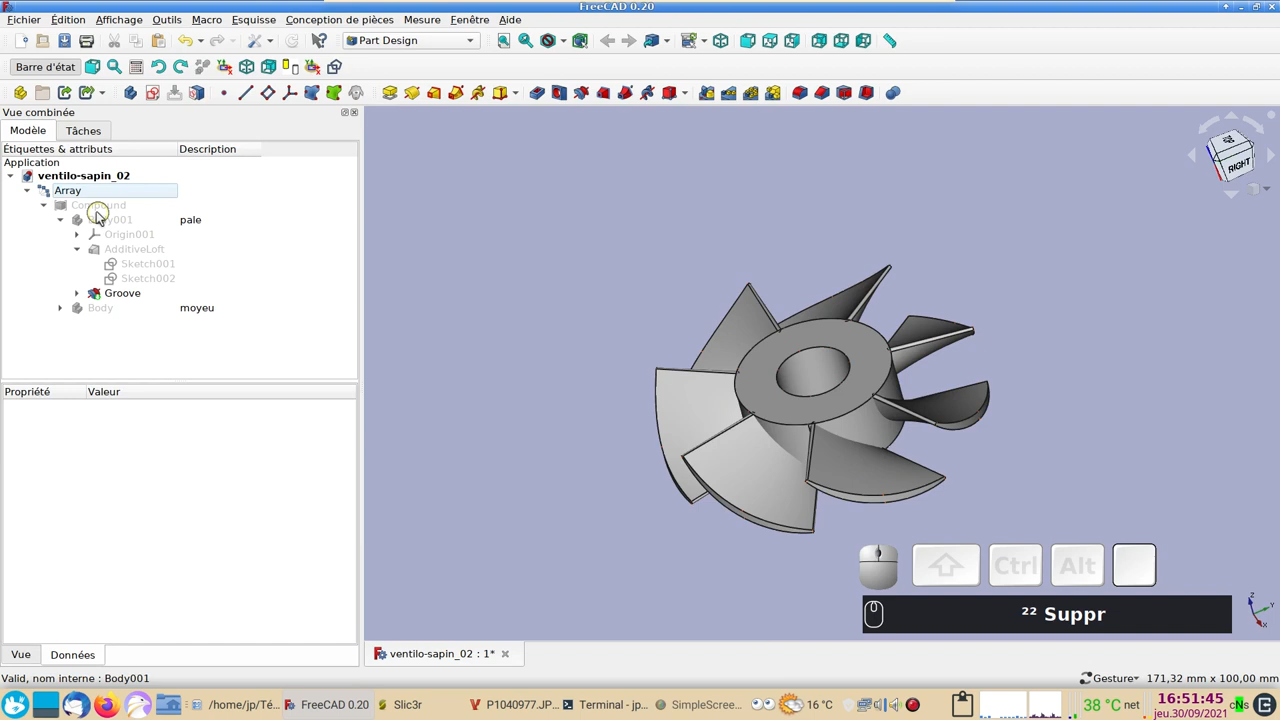 FreeCAD 0.20
Fichier Édition Affichage Outils Macro Esquisse Conception de pièces Mesure Fenêtre Aide
Part Design
Barre d'état
Vue combinée
Modèle Tâches
Étiquettes & attributs Description
Application
ventilo-sapin_02
Array
Compound
Body001 pale
Origin001
AdditiveLoft
Sketch001
Sketch002
Groove
Body moyeu
RIGHT
Propriété Valeur
Ctrl Alt
²² Suppr
Vue Données
ventilo-sapin_02 : 1*
Valid, nom interne : Body001
Gesture 171,32 mm x 100,00 mm
/home/jp/Té... FreeCAD 0.20 Slic3r P1040977.JP... Terminal - jp... SimpleScree... 16 °C 38 °C net 16:51:45 cNs
jeu.30/09/2021